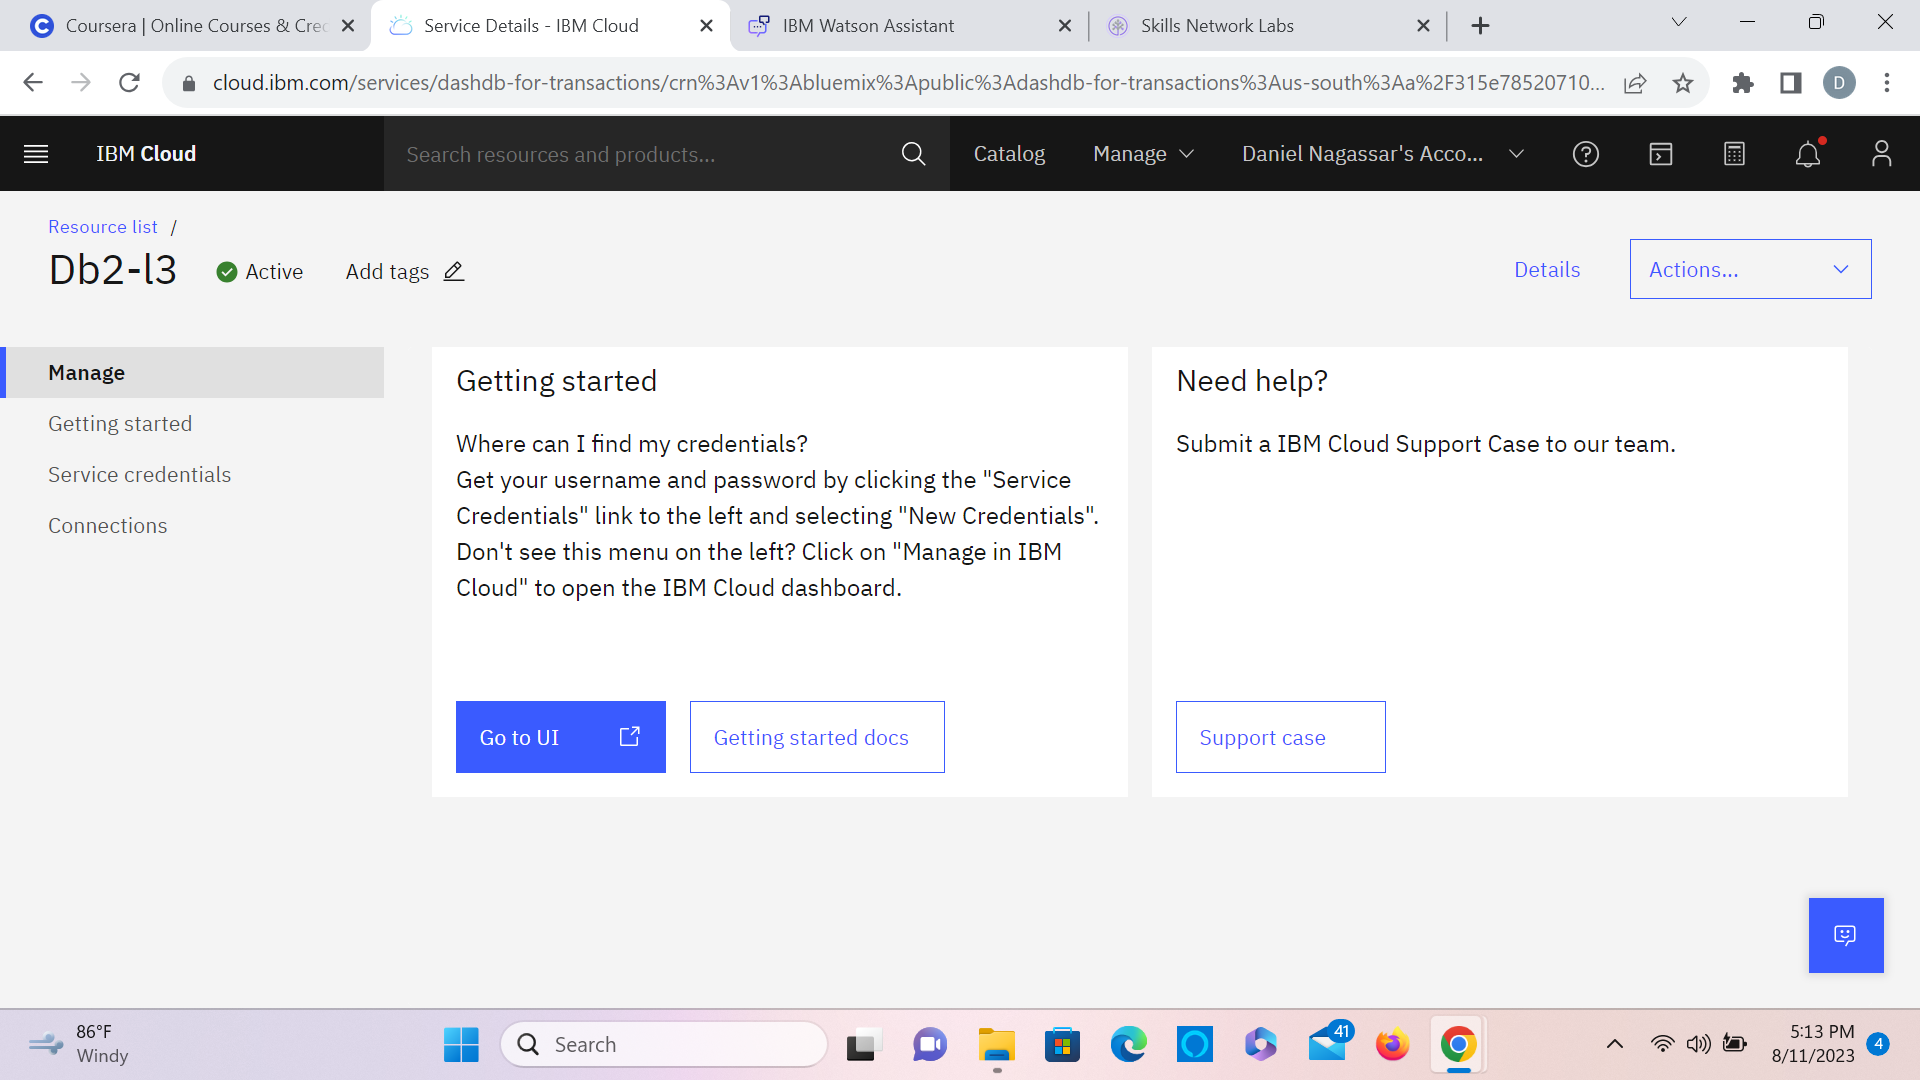 Coursera | Online Courses & Cre
Service Details - IBM Cloud
IBM Watson Assistant
Skills Network Labs
cloud.ibm.com/services/dashdb-for-transactions/crn%3Av1%3Abluemix%3Apublic%3Adashdb-for-transactions%3Aus-south%3Aa%2F315e78520710...
D
IBM Cloud
Search resources and products...
Catalog
Manage
Daniel Nagassar's Acco...
Resource list /
Db2-l3
Active
Add tags
Details
Actions...
Manage
Getting started
Service credentials
Connections
Getting started
Where can I find my credentials?
Get your username and password by clicking the "Service
Credentials" link to the left and selecting "New Credentials".
Don't see this menu on the left? Click on "Manage in IBM
Cloud" to open the IBM Cloud dashboard.
Go to UI
Getting started docs
Need help?
Submit a IBM Cloud Support Case to our team.
Support case
86°F
Windy
Search
41
5:13 PM
8/11/2023
4